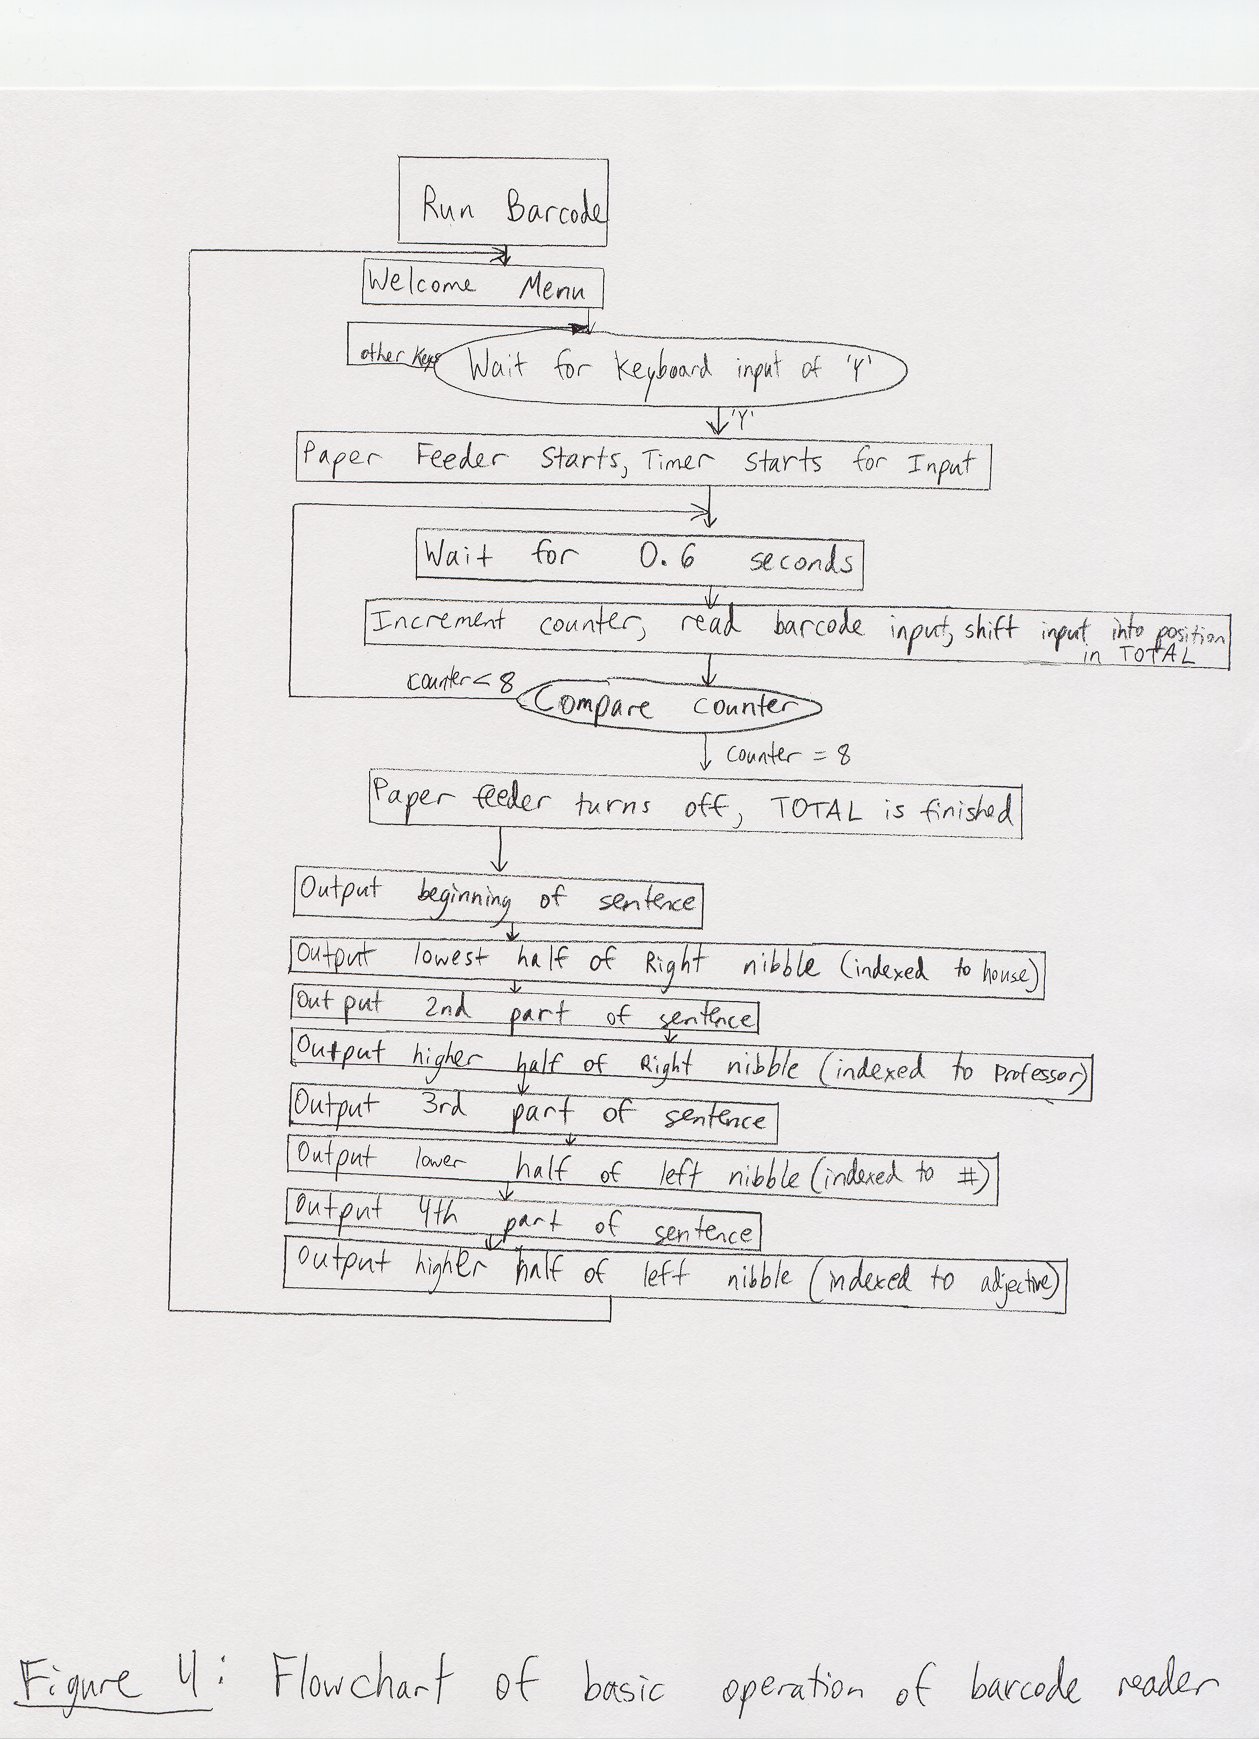 Run Barcode
Welcome Menu
other keys
Wait for keyboard input of 'Y'
'Y'
Paper Feeder Starts, Timer Starts for Input
Wait for 0.6 seconds
Increment counter, read barcode input, shift input into position
in TOTAL
counter < 8
Compare counter
counter = 8
Paper feeder turns off, TOTAL is finished
Output beginning of sentence
Output lowest half of Right nibble (indexed to house)
Output 2nd part of sentence
Output higher half of Right nibble (indexed to Professor)
Output 3rd part of sentence
Output lower half of left nibble (indexed to #)
Output 4th part of sentence
Output higher half of left nibble (indexed to adjective)
Figure 4: Flowchart of basic operation of barcode reader